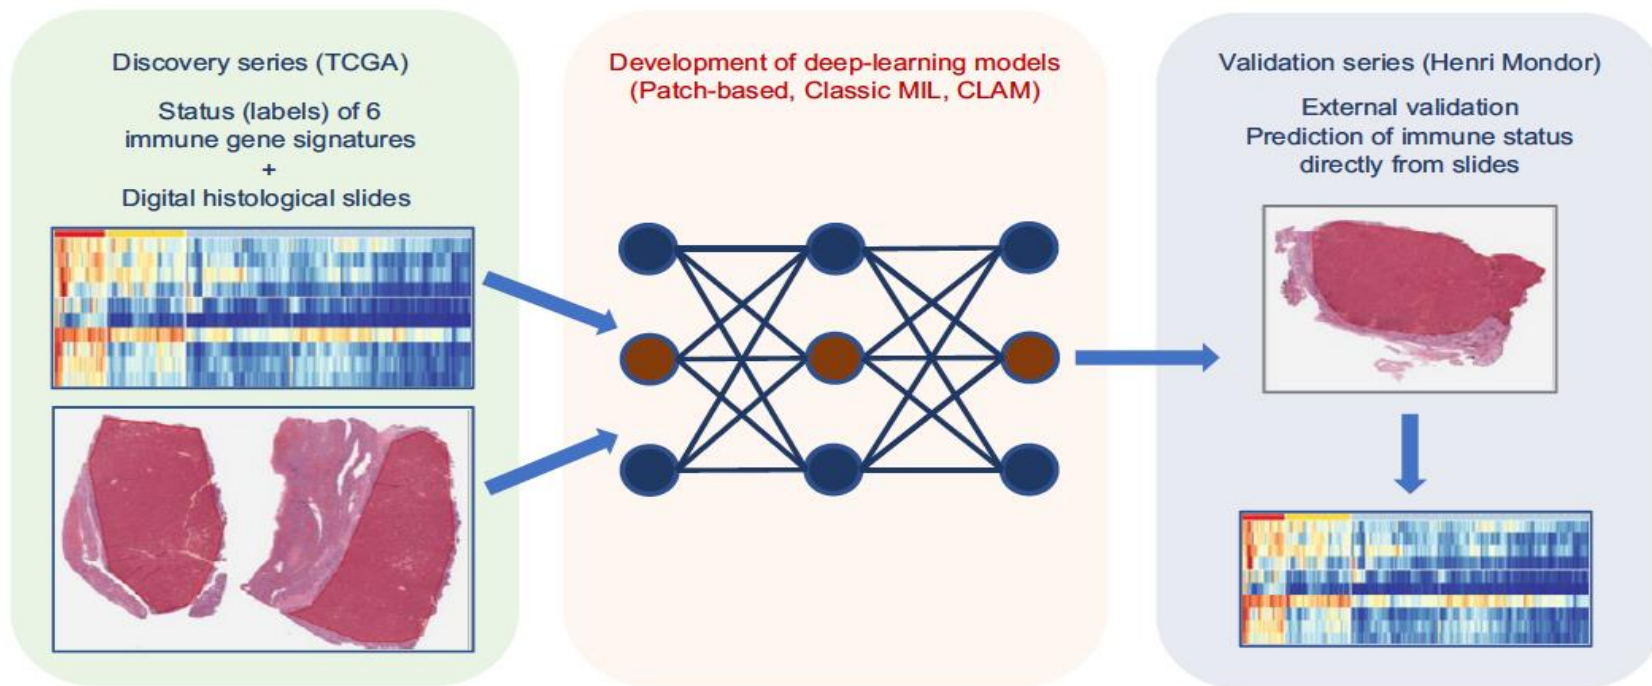 Discovery series (TCGA)
Status (labels) of 6
immune gene signatures
+
Digital histological slides
Development of deep-learning models
(Patch-based, Classic MIL, CLAM)
Validation series (Henri Mondor)
External validation
Prediction of immune status
directly from slides